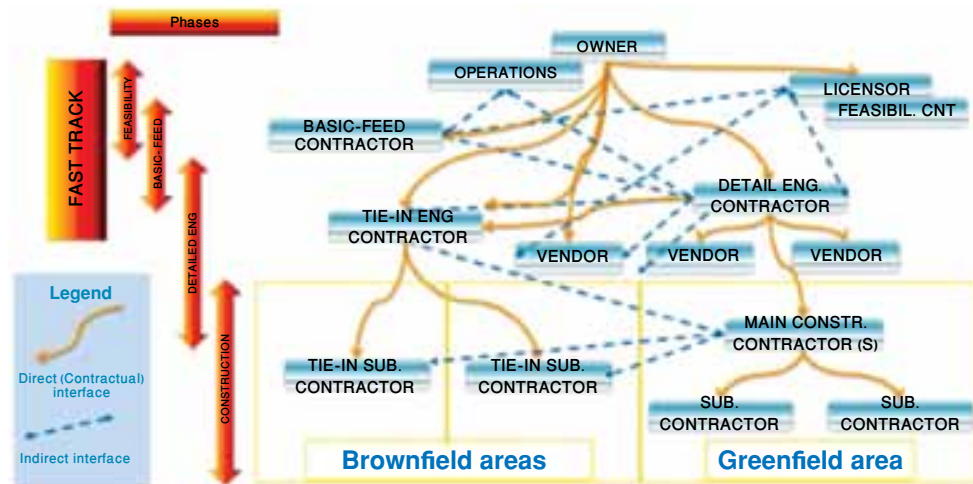 Phases
FAST TRACK
FEASIBILITY
BASIC- FEED
DETAILED ENG
CONSTRUCTION
Legend
Direct (Contractual)
interface
Indirect interface
OWNER
OPERATIONS
LICENSOR
FEASIBIL. CNT
BASIC-FEED
CONTRACTOR
DETAIL ENG.
CONTRACTOR
TIE-IN ENG
CONTRACTOR
VENDOR
VENDOR
VENDOR
MAIN CONSTR.
CONTRACTOR (S)
TIE-IN SUB.
CONTRACTOR
TIE-IN SUB.
CONTRACTOR
SUB.
CONTRACTOR
SUB.
CONTRACTOR
Brownfield areas
Greenfield area